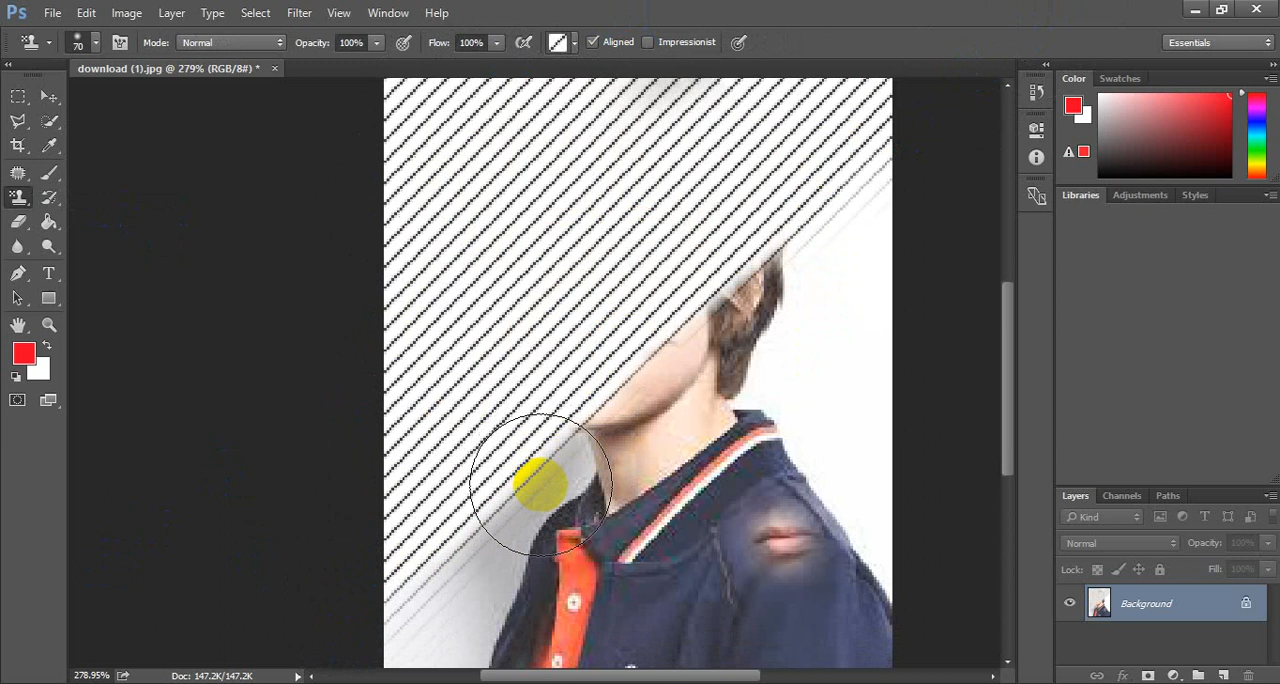 Ps File Edit Image Layer Type Select Filter View Window Help
70 Mode: Normal Opacity: 100% Flow: 100% Aligned Impressionist Essentials
download (1).jpg @ 279% (RGB/8#) * ×
Color Swatches
Libraries Adjustments Styles
Layers Channels Paths
Kind
Normal Opacity: 100%
Lock: Fill: 100%
Background
278.95% Doc: 147.2K/147.2K